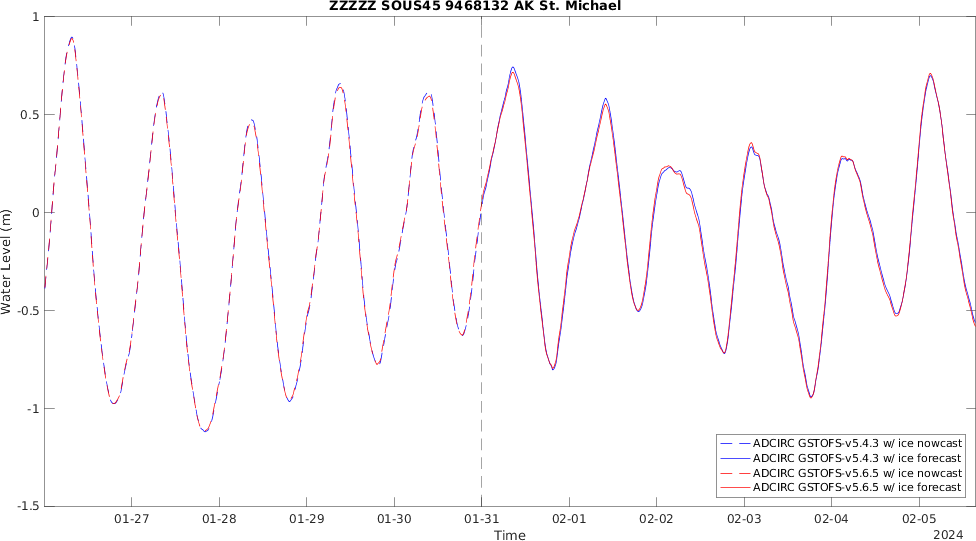 ZZZZZ SOUS45 9468132 AK St. Michael
1
0.5
0
-0.5
-1
-1.5
Water Level (m)
01-27 01-28 01-29 01-30 01-31 02-01 02-02 02-03 02-04 02-05
Time
2024
ADCIRC GSTOFS-v5.4.3 w/ ice nowcast
ADCIRC GSTOFS-v5.4.3 w/ ice forecast
ADCIRC GSTOFS-v5.6.5 w/ ice nowcast
ADCIRC GSTOFS-v5.6.5 w/ ice forecast